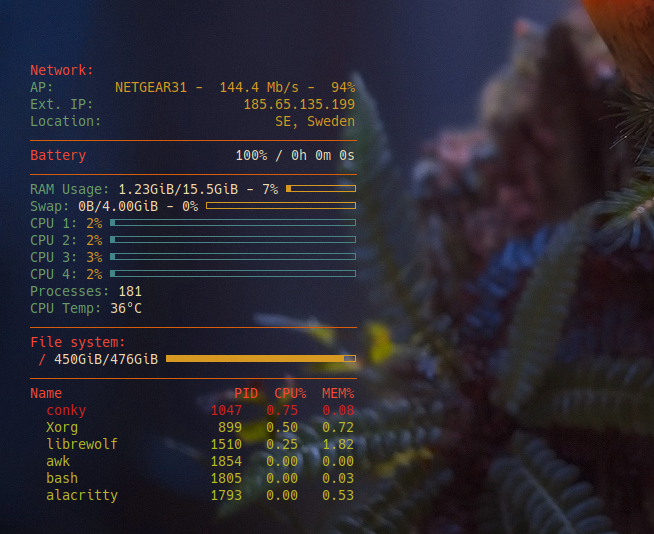 Network:
AP: NETGEAR31 - 144.4 Mb/s - 94%
Ext. IP: 185.65.135.199
Location: SE, Sweden
Battery 100% / 0h 0m 0s
RAM Usage: 1.23GiB/15.5GiB - 7%
Swap: 0B/4.00GiB - 0%
CPU 1: 2%
CPU 2: 2%
CPU 3: 3%
CPU 4: 2%
Processes: 181
CPU Temp: 36°C
File system:
/ 450GiB/476GiB
Name PID CPU% MEM%
conky 1047 0.75 0.08
Xorg 899 0.50 0.72
librewolf 1510 0.25 1.82
awk 1854 0.00 0.00
bash 1805 0.00 0.03
alacritty 1793 0.00 0.53